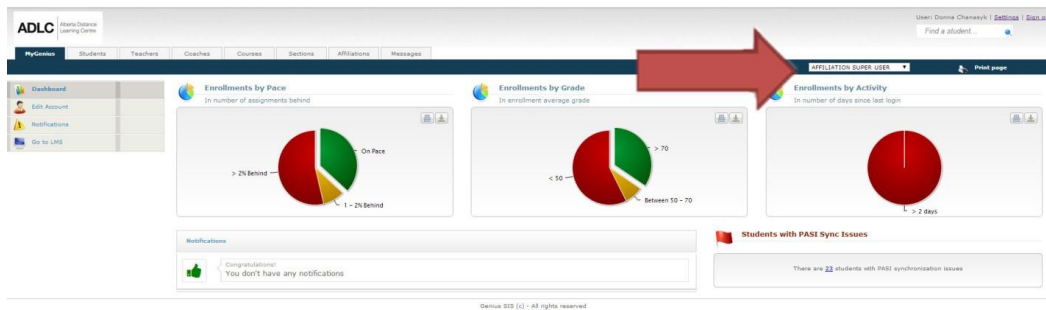 User: Donna Chanasyk | Settings | Sign o
ADLC Alberta Distance Learning Centre
Find a student...
MyGenius Students Teachers Coaches Courses Sections Affiliations Messages
AFFILIATION SUPER USER Print page
Dashboard
Edit Account
Notifications
Go to LMS
Enrollments by Pace
In number of assignments behind
On Pace
> 2% Behind
1 - 2% Behind
Enrollments by Grade
In enrollment average grade
> 70
< 50
Between 50 - 70
Enrollments by Activity
In number of days since last login
> 2 days
Notifications
Congratulations!
You don't have any notifications
Students with PASI Sync Issues
There are 23 students with PASI synchronization issues
Genius SIS (c) - All rights reserved